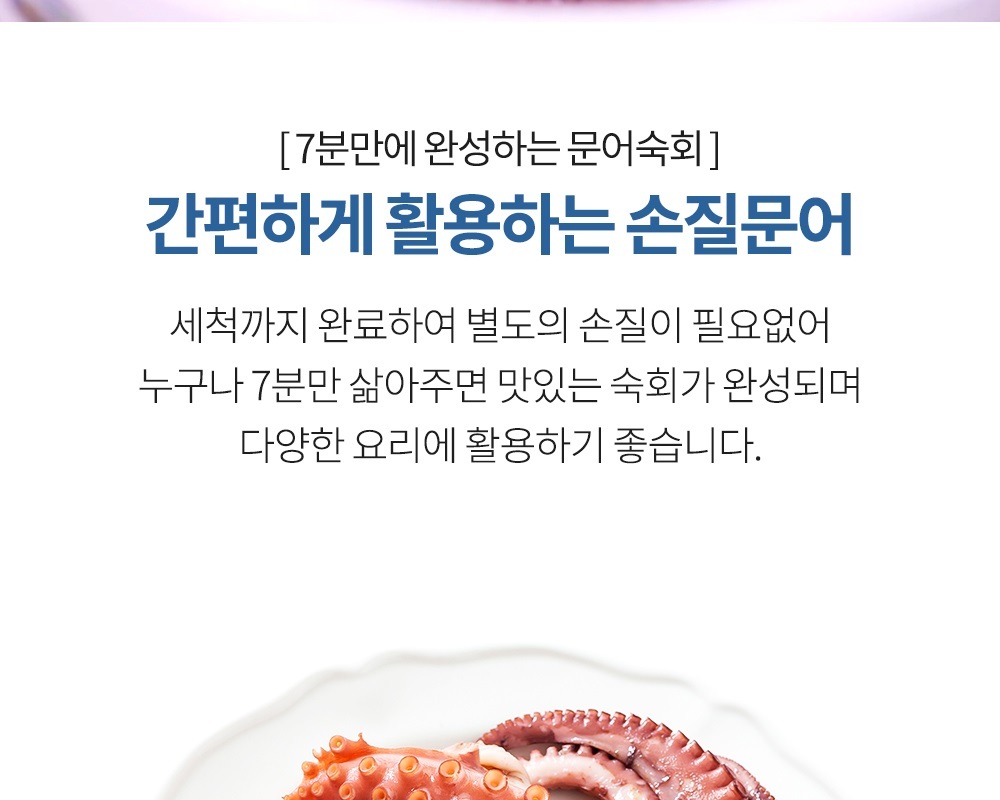 [ 7분만에 완성하는 문어숙회 ]
간편하게 활용하는 손질문어
세척까지 완료하여 별도의 손질이 필요없어
누구나 7분만 삶아주면 맛있는 숙회가 완성되며
다양한 요리에 활용하기 좋습니다.